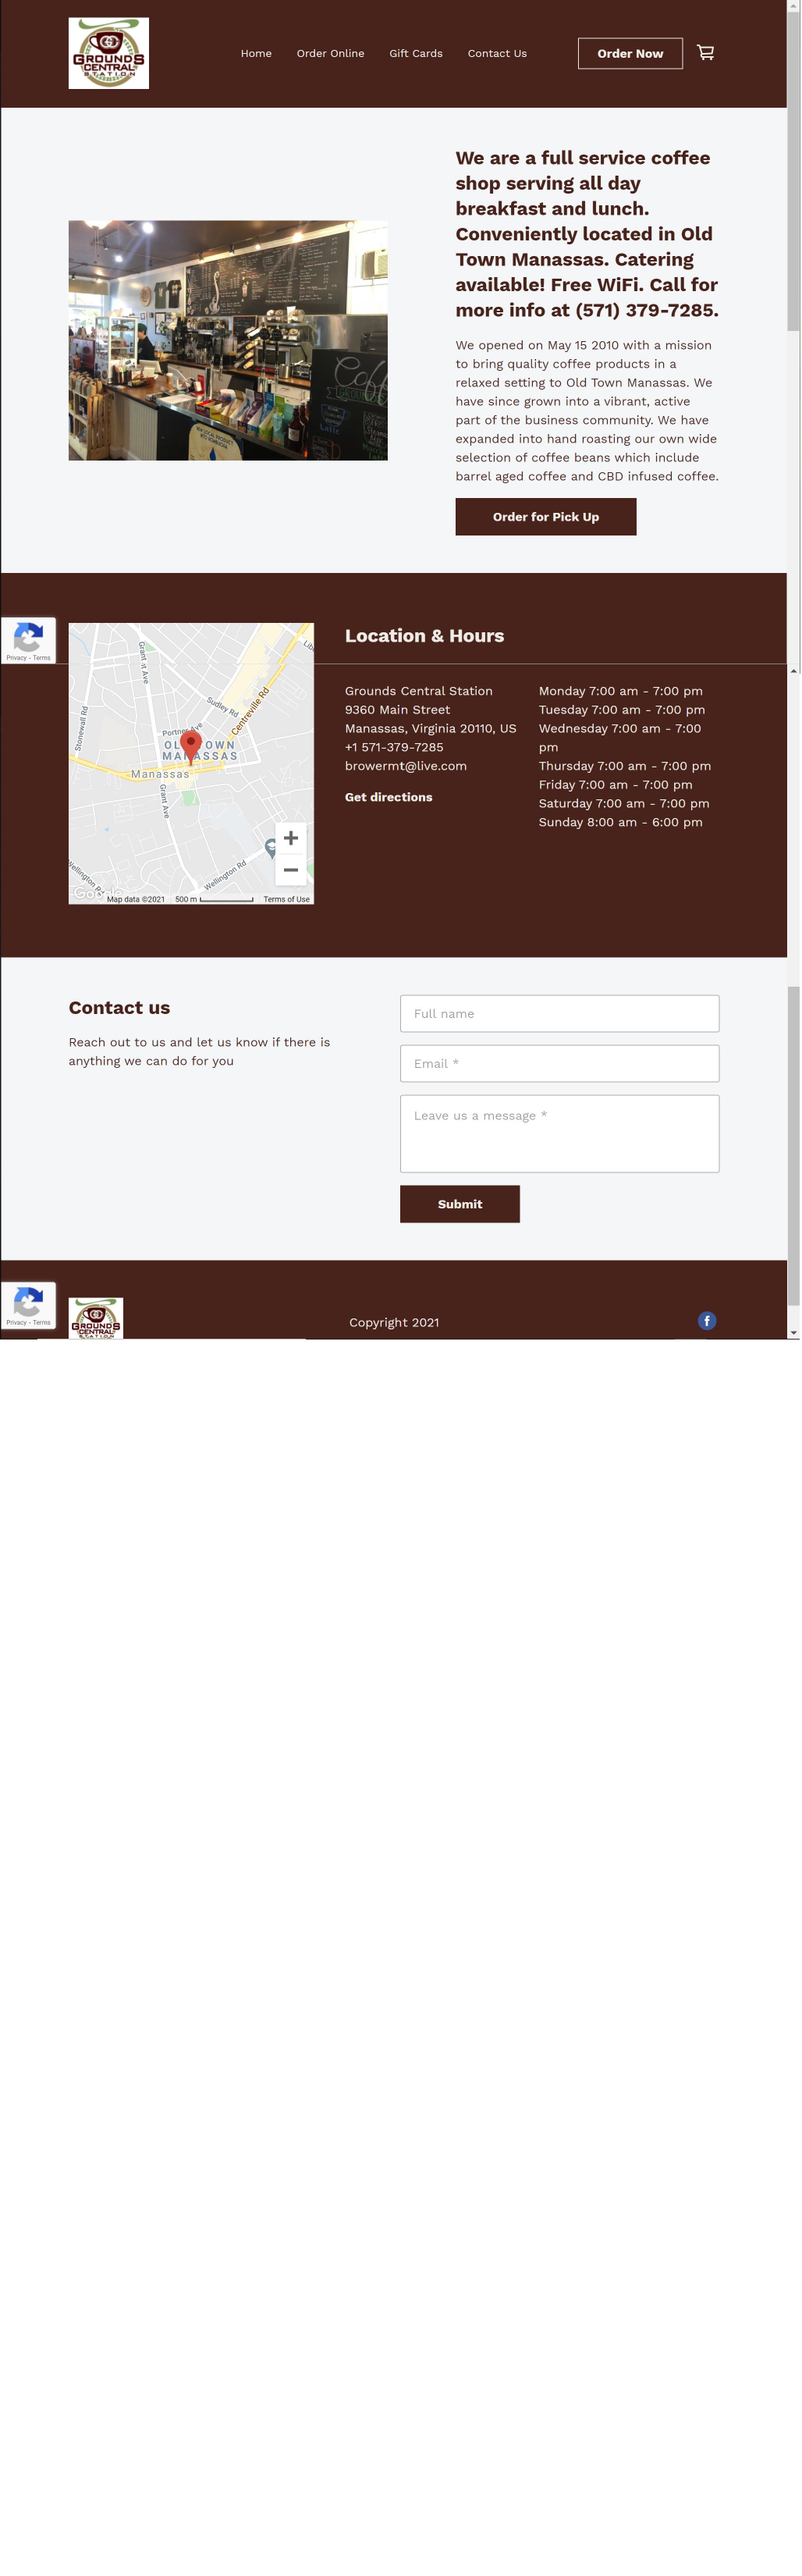 GROUNDS
CENTRAL
STATION
Home
Order Online
Gift Cards
Contact Us
Order Now
We are a full service coffee
shop serving all day
breakfast and lunch.
Conveniently located in Old
Town Manassas. Catering
available! Free WiFi. Call for
more info at (571) 379-7285.
We opened on May 15 2010 with a mission
to bring quality coffee products in a
relaxed setting to Old Town Manassas. We
have since grown into a vibrant, active
part of the business community. We have
expanded into hand roasting our own wide
selection of coffee beans which include
barrel aged coffee and CBD infused coffee.
Order for Pick Up
Privacy - Terms
Location & Hours
Grounds Central Station
9360 Main Street
Manassas, Virginia 20110, US
+1 571-379-7285
browermt@live.com
Get directions
Monday 7:00 am - 7:00 pm
Tuesday 7:00 am - 7:00 pm
Wednesday 7:00 am - 7:00
pm
Thursday 7:00 am - 7:00 pm
Friday 7:00 am - 7:00 pm
Saturday 7:00 am - 7:00 pm
Sunday 8:00 am - 6:00 pm
Grant Ave
Sudley Rd
Centreville Rd
Stonewall Rd
Portner Ave
OLD TOWN
MANASSAS
Manassas
Grant Ave
Wellington Rd
Wellington Rd
Google
Map data ©2021
500 m
Terms of Use
Contact us
Reach out to us and let us know if there is
anything we can do for you
Full name
Email *
Leave us a message *
Submit
Privacy - Terms
GROUNDS
CENTRAL
STATION
Copyright 2021